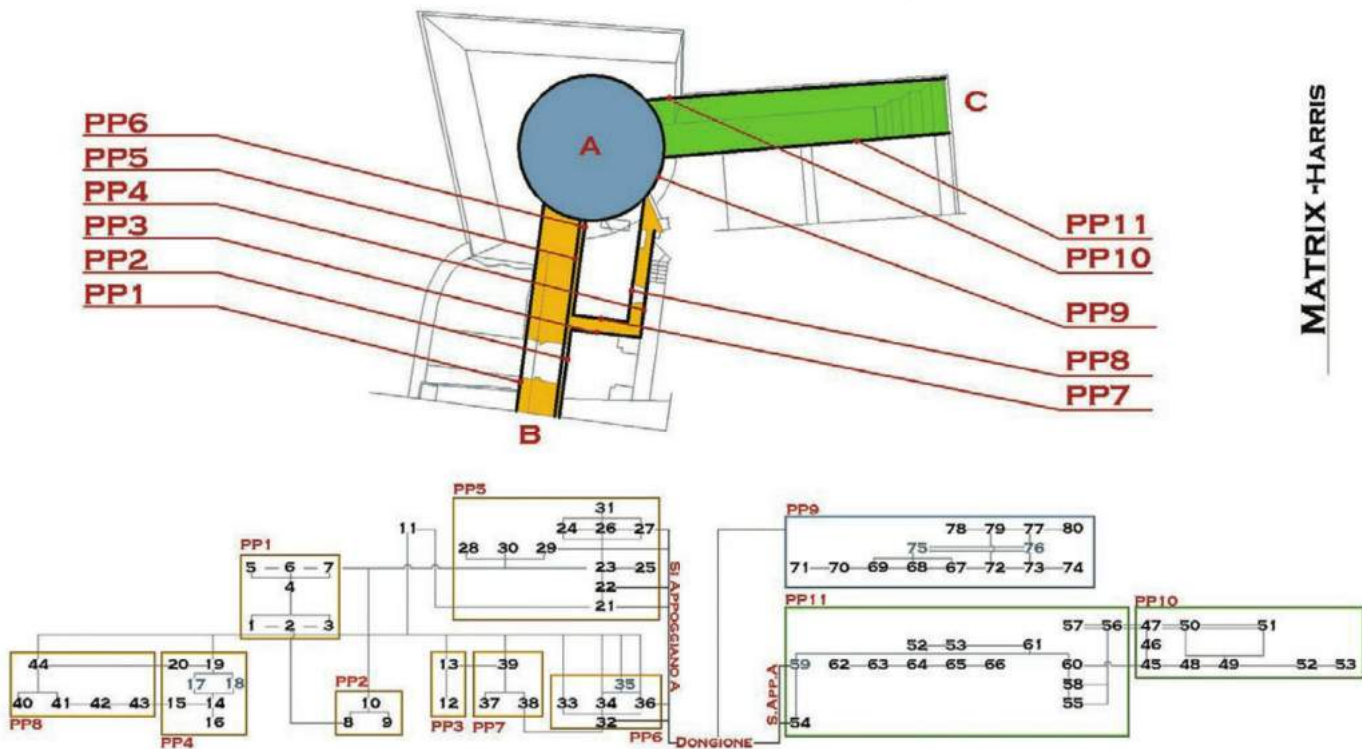 PP6
PP5
PP4
PP3
PP2
PP1
A
B
C
PP11
PP10
PP9
PP8
PP7
MATRIX -HARRIS
PP5
31
24 26 27
28 30 29
23 25
22
21
11
PP1
5 6 7
4
1 2 3
44
40 41 42 43
PP8
20 19
17 18
15 14
16
PP4
PP2
10
8 9
13
12
PP3
39
37 38
PP7
35
33 34 36
32
PP6
SI APPOGGIANO A
DONGIONE
S.APP.A
PP9
78 79 77 80
75 76
71 70 69 68 67 72 73 74
PP11
57 56
52 53 61
59 62 63 64 65 66 60
58
55
54
PP10
47 50 51
46
45 48 49 52 53